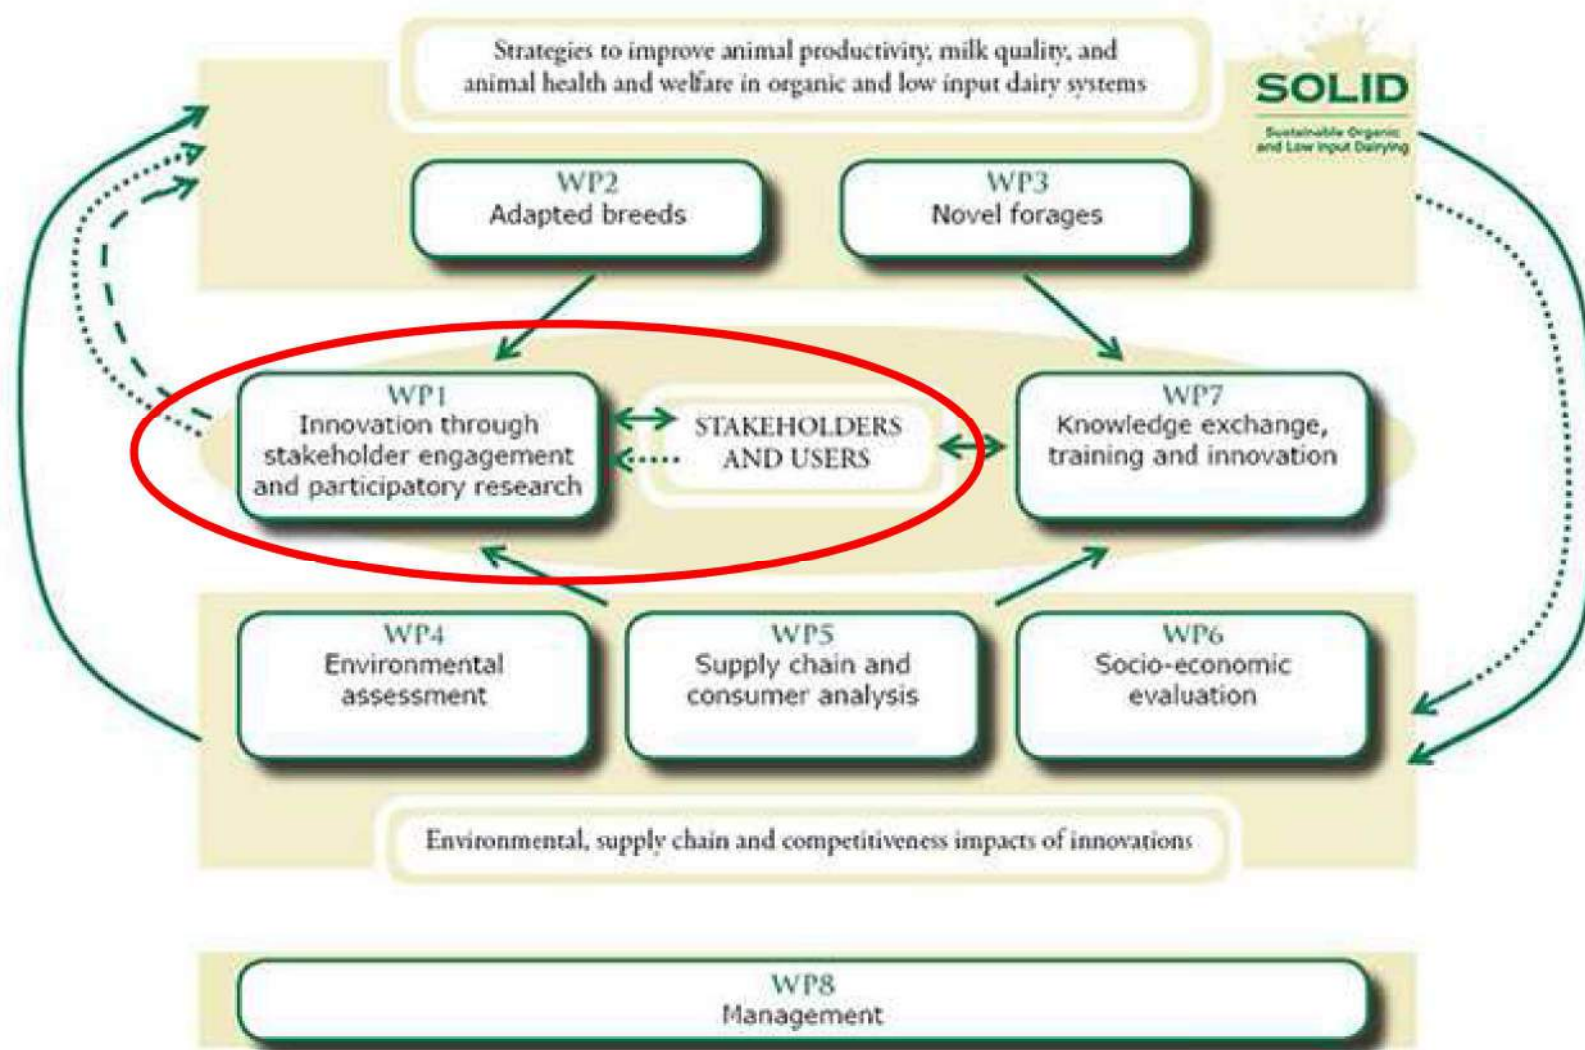 Strategies to improve animal productivity, milk quality, and
animal health and welfare in organic and low input dairy systems
SOLID
Sustainable Organic
and Low Input Dairying
WP2
Adapted breeds
WP3
Novel forages
WP1
Innovation through
stakeholder engagement
and participatory research
STAKEHOLDERS
AND USERS
WP7
Knowledge exchange,
training and innovation
WP4
Environmental
assessment
WP5
Supply chain and
consumer analysis
WP6
Socio-economic
evaluation
Environmental, supply chain and competitiveness impacts of innovations
WP8
Management